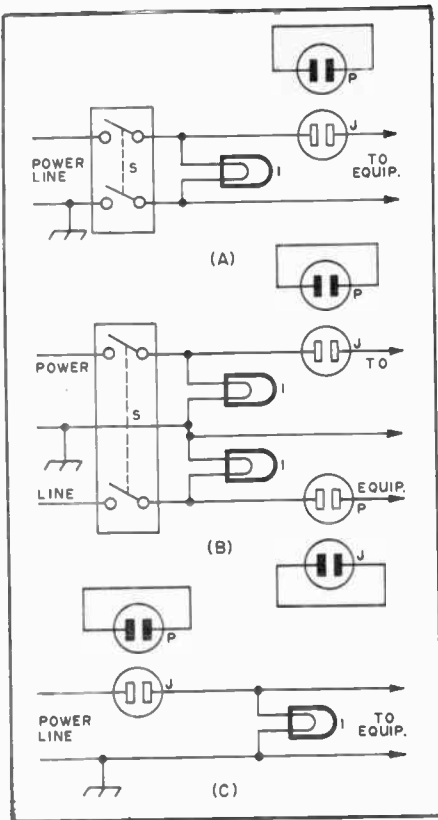 P
J
POWER
LINE
S
I
TO
EQUIP.
(A)
P
J
POWER
TO
I
S
I
LINE
EQUIP.
P
(B)
J
P
J
POWER
LINE
I
TO
EQUIP.
(C)